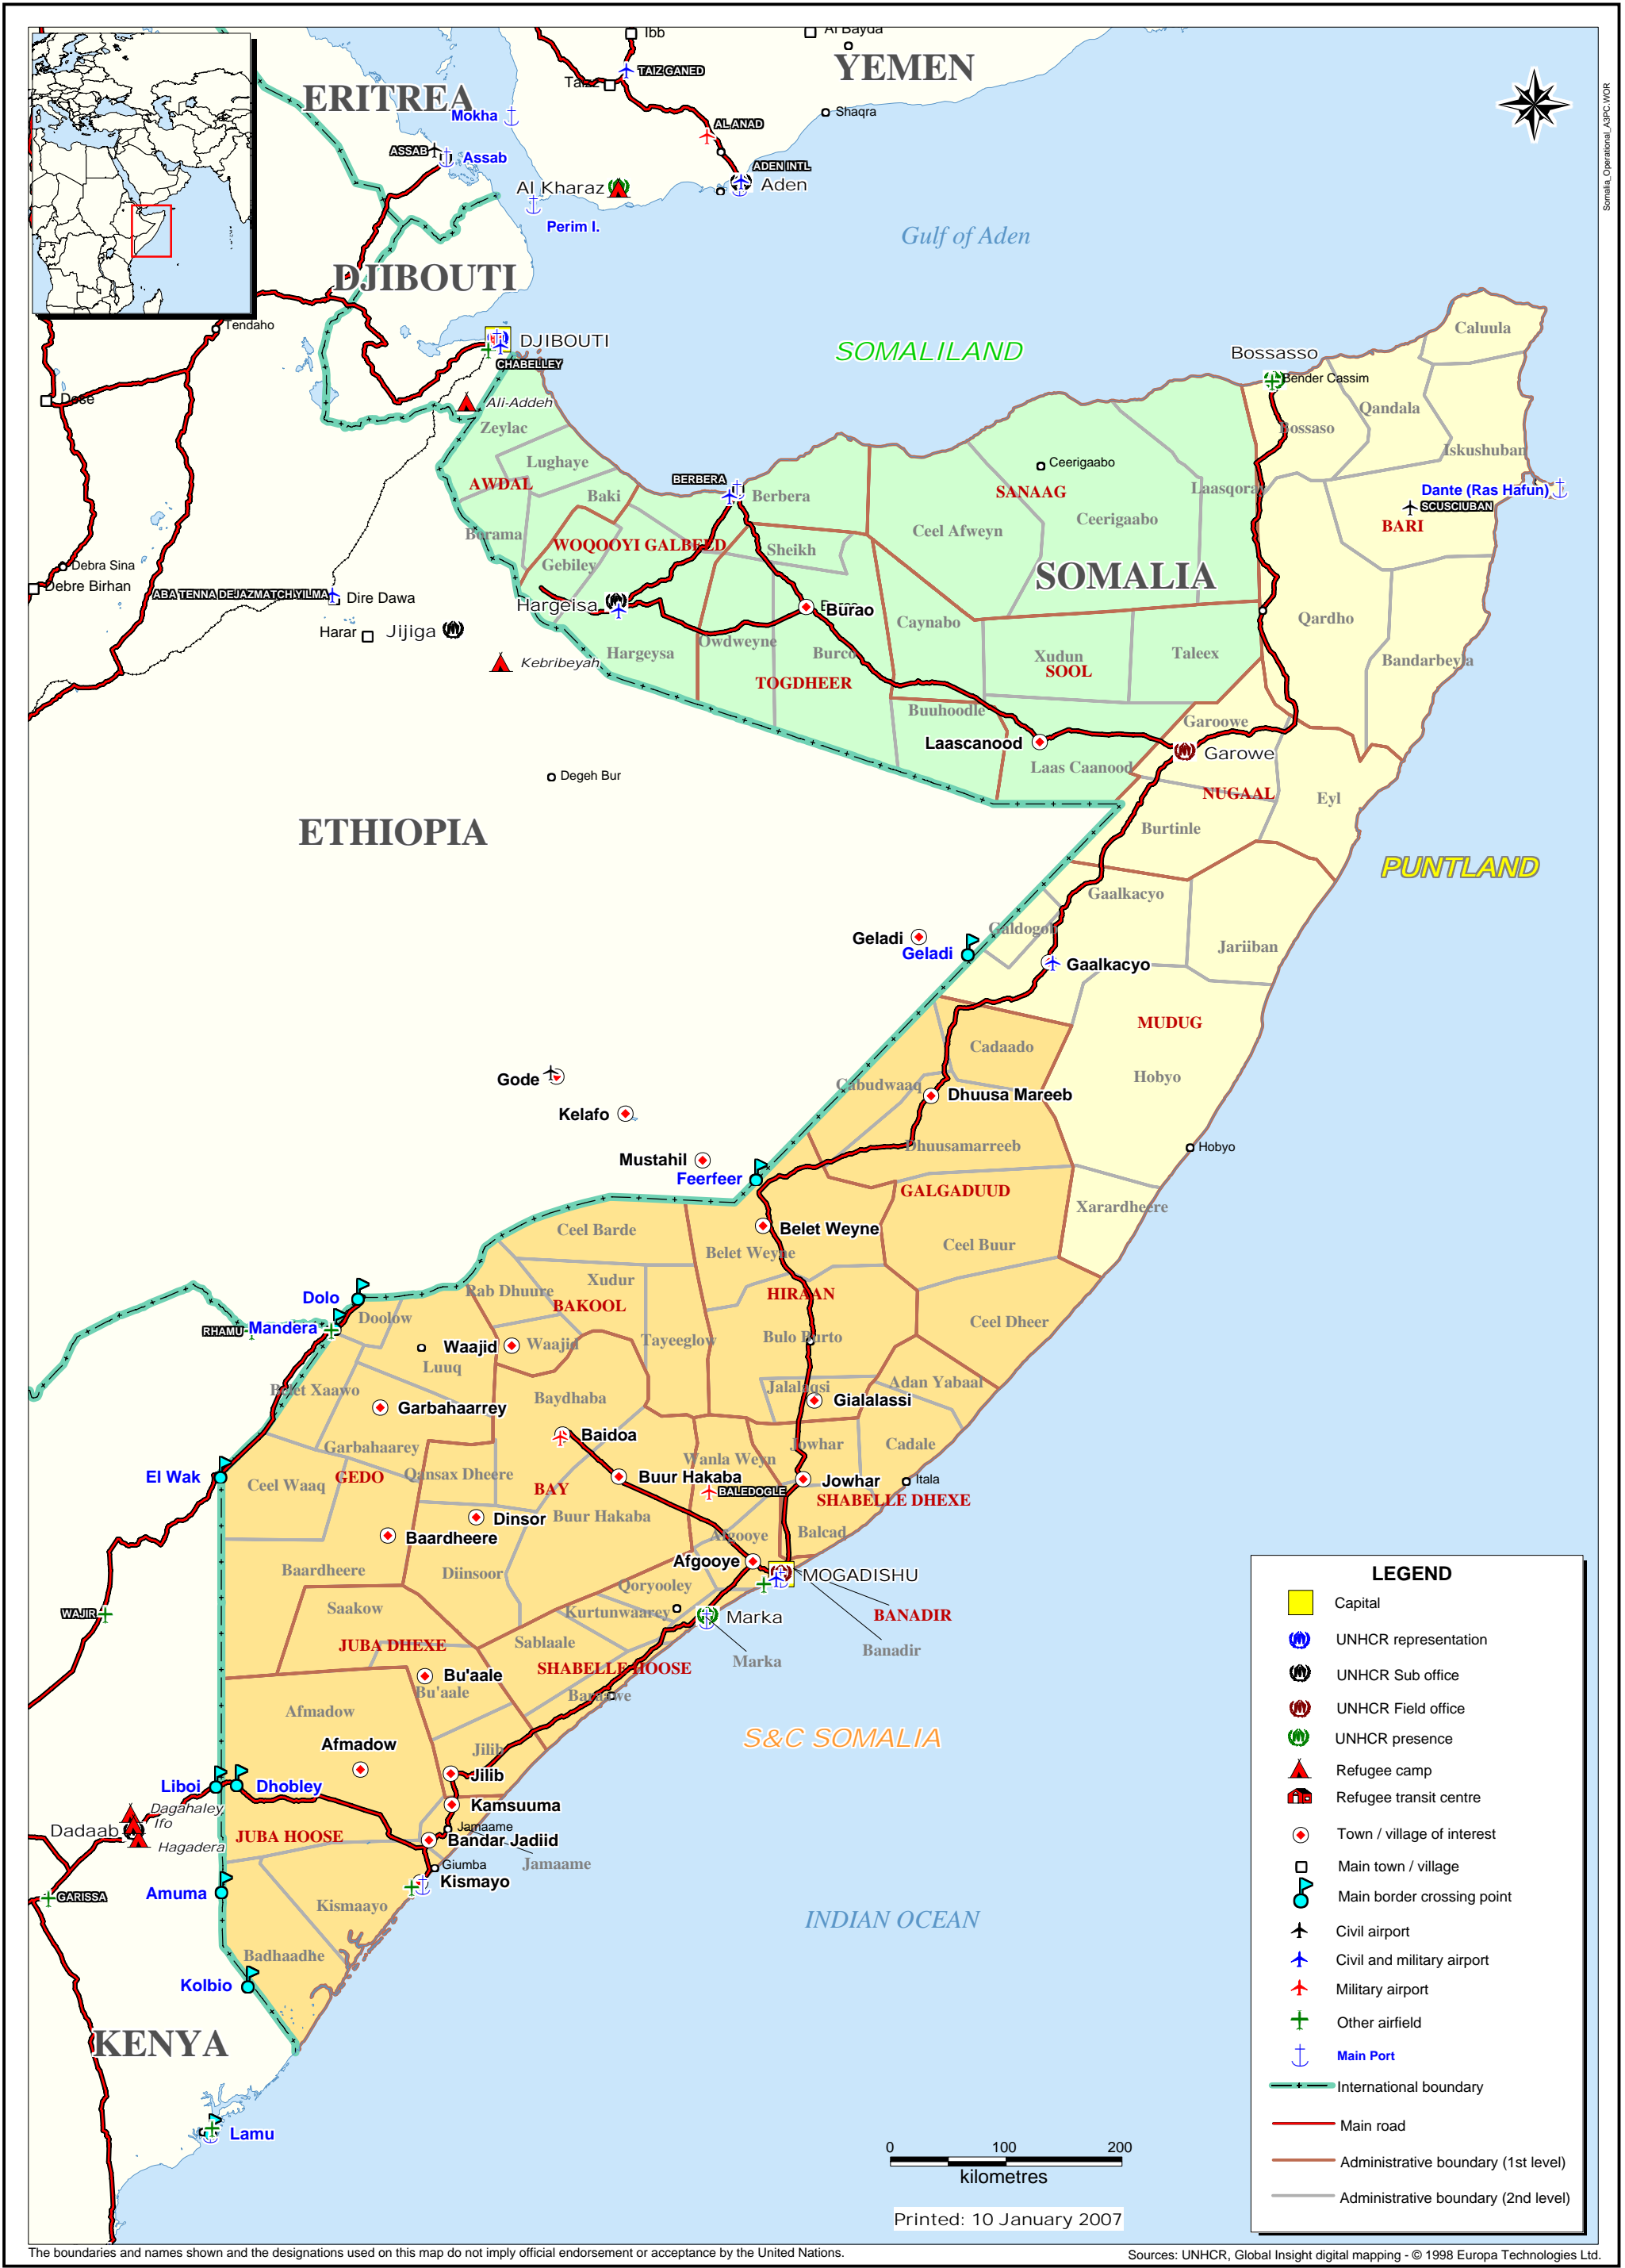 Ibb
Al Bayda
YEMEN
TAIZ GANED
Taizz
ERITREA
Mokha
Shaqra
AL ANAD
Somalia_Operational_A3PC.WOR
ASSAB
Assab
ADEN INTL
Al Kharaz
Aden
Perim I.
Gulf of Aden
DJIBOUTI
Tendaho
DJIBOUTI
CHABELLEY
SOMALILAND
Bossasso
Caluula
Bender Cassim
Dese
Ali-Addeh
Qandala
Zeylac
Bossaso
Lughaye
Iskushuban
Ceerigaabo
AWDAL
BERBERA
Baki
Berbera
SANAAG
Laasqoray
Dante (Ras Hafun)
SCUSCIUBAN
Ceel Afweyn
Ceerigaabo
BARI
Borama
WOQOOYI GALBEED
Sheikh
Gebiley
Debra Sina
SOMALIA
Debre Birhan
ABA TENNA DEJAZMATCH YILMA
Dire Dawa
Hargeisa
Burao
Harar
Jijiga
Caynabo
Qardho
Owdweyne
Hargeysa
Burco
Xudun
Taleex
Bandarbeyla
Kebribeyah
SOOL
TOGDHEER
Buuhoodle
Garoowe
Laascanood
Garowe
Degeh Bur
Laas Caanood
NUGAAL
Eyl
ETHIOPIA
Burtinle
PUNTLAND
Gaalkacyo
Galdogob
Geladi
Geladi
Jariiban
Gaalkacyo
MUDUG
Cadaado
Gode
Hobyo
Cabudwaaq
Dhuusa Mareeb
Kelafo
Dhuusamarreeb
Hobyo
Mustahil
Feerfeer
GALGADUUD
Xarardheere
Ceel Barde
Belet Weyne
Belet Weyne
Ceel Buur
Xudur
Rab Dhuure
Dolo
BAKOOL
HIRAAN
Doolow
Ceel Dheer
RHAMU
Mandera
Waajid
Waajid
Tayeeglow
Bulo Burto
Luuq
Belet Xaawo
Jalalaqsi
Adan Yabaal
Baydhaba
Garbahaarrey
Gialalassi
Garbahaarey
Baidoa
Jowhar
Cadale
Wanla Weyn
El Wak
Ceel Waaq
GEDO
Qansax Dheere
Buur Hakaba
Jowhar
Itala
BAY
BALEDOGLE
SHABELLE DHEXE
Dinsor
Buur Hakaba
Baardheere
Afgooye
Balcad
Afgooye
Baardheere
Diinsoor
MOGADISHU
Qoryooley
Saakow
Kurtunwaarey
Marka
BANADIR
WAJIR
JUBA DHEXE
Sablaale
Banadir
Marka
SHABELLE HOOSE
Bu'aale
Bu'aale
Baraawe
Afmadow
S&C SOMALIA
Afmadow
Jilib
Jilib
Liboi
Dhobley
Kamsuuma
Dagahaley
Ifo
Dadaab
Hagadera
JUBA HOOSE
Jamaame
Bandar Jadiid
Jamaame
Giumba
Kismayo
Amuma
GARISSA
Kismaayo
INDIAN OCEAN
Badhaadhe
Kolbio
KENYA
Lamu
LEGEND
Capital
UNHCR representation
UNHCR Sub office
UNHCR Field office
UNHCR presence
Refugee camp
Refugee transit centre
Town / village of interest
Main town / village
Main border crossing point
Civil airport
Civil and military airport
Military airport
Other airfield
Main Port
International boundary
Main road
Administrative boundary (1st level)
Administrative boundary (2nd level)
0 100 200
kilometres
Printed: 10 January 2007
The boundaries and names shown and the designations used on this map do not imply official endorsement or acceptance by the United Nations.
Sources: UNHCR, Global Insight digital mapping - © 1998 Europa Technologies Ltd.